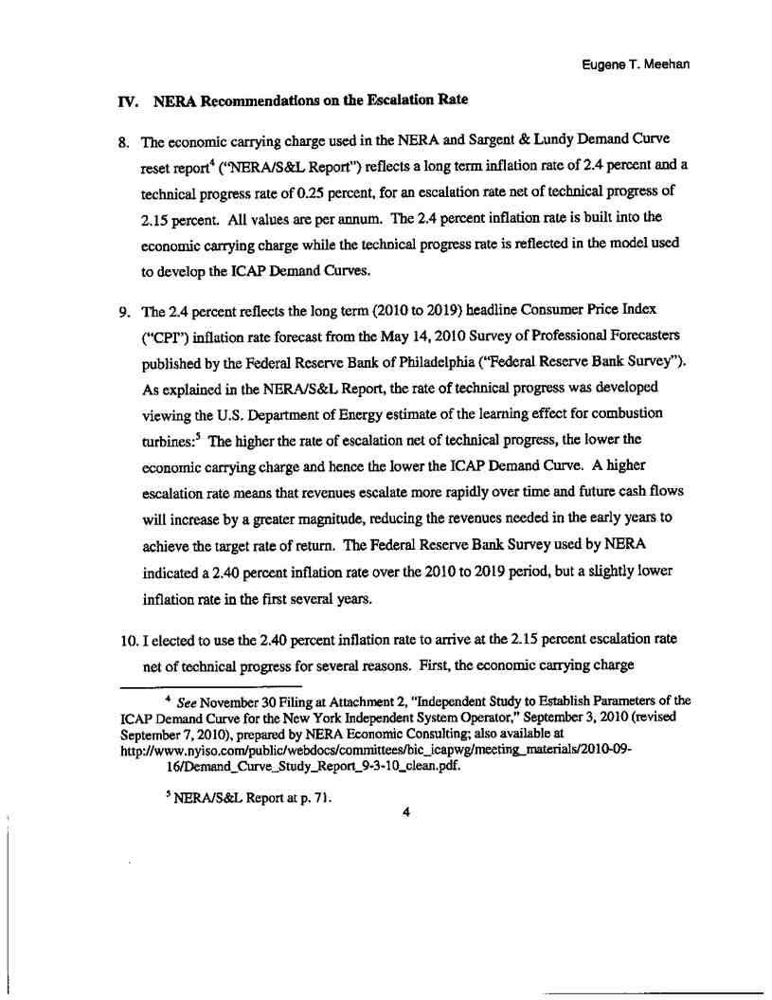 Eugene T. Meehan
IV. NERA Recommendations on the Escalation Rate
8. The economic carrying charge used in the NERA and Sargent & Lundy Demand Curve
reset report4 ("NERA/S&L Report") reflects a long term inflation rate of 2.4 percent and a
technical progress rate of 0.25 percent, for an escalation rate net of technical progress of
2.15 percent. All values are per annum. The 2.4 percent inflation rate is built into the
economic carrying charge while the technical progress rate is reflected in the model used
to develop the ICAP Demand Curves.
9. The 2.4 percent reflects the long term (2010 to 2019) headline Consumer Price Index
("CPI") inflation rate forecast from the May 14, 2010 Survey of Professional Forecasters
published by the Federal Reserve Bank of Philadelphia ("Federal Reserve Bank Survey").
As explained in the NERA/S&L Report, the rate of technical progress was developed
viewing the U.S. Department of Energy estimate of the learning effect for combustion
turbines:5 The higher the rate of escalation net of technical progress, the lower the
economic carrying charge and hence the lower the ICAP Demand Curve. A higher
escalation rate means that revenues escalate more rapidly over time and future cash flows
will increase by a greater magnitude, reducing the revenues needed in the early years to
achieve the target rate of return. The Federal Reserve Bank Survey used by NERA
indicated a 2.40 percent inflation rate over the 2010 to 2019 period, but a slightly lower
inflation rate in the first several years.
10. I elected to use the 2.40 percent inflation rate to arrive at the 2.15 percent escalation rate
net of technical progress for several reasons. First, the economic carrying charge
4 See November 30 Filing at Attachment 2, "Independent Study to Establish Parameters of the
ICAP Demand Curve for the New York Independent System Operator," September 3, 2010 (revised
September 7, 2010), prepared by NERA Economic Consulting; also available at
http://www.nyiso.com/public/webdocs/committees/bic_icapwg/meeting_materials/2010-09-
16/Demand_Curve_Study_Report_9-3-10_clean.pdf.
5 NERA/S&L Report at p. 71.
4